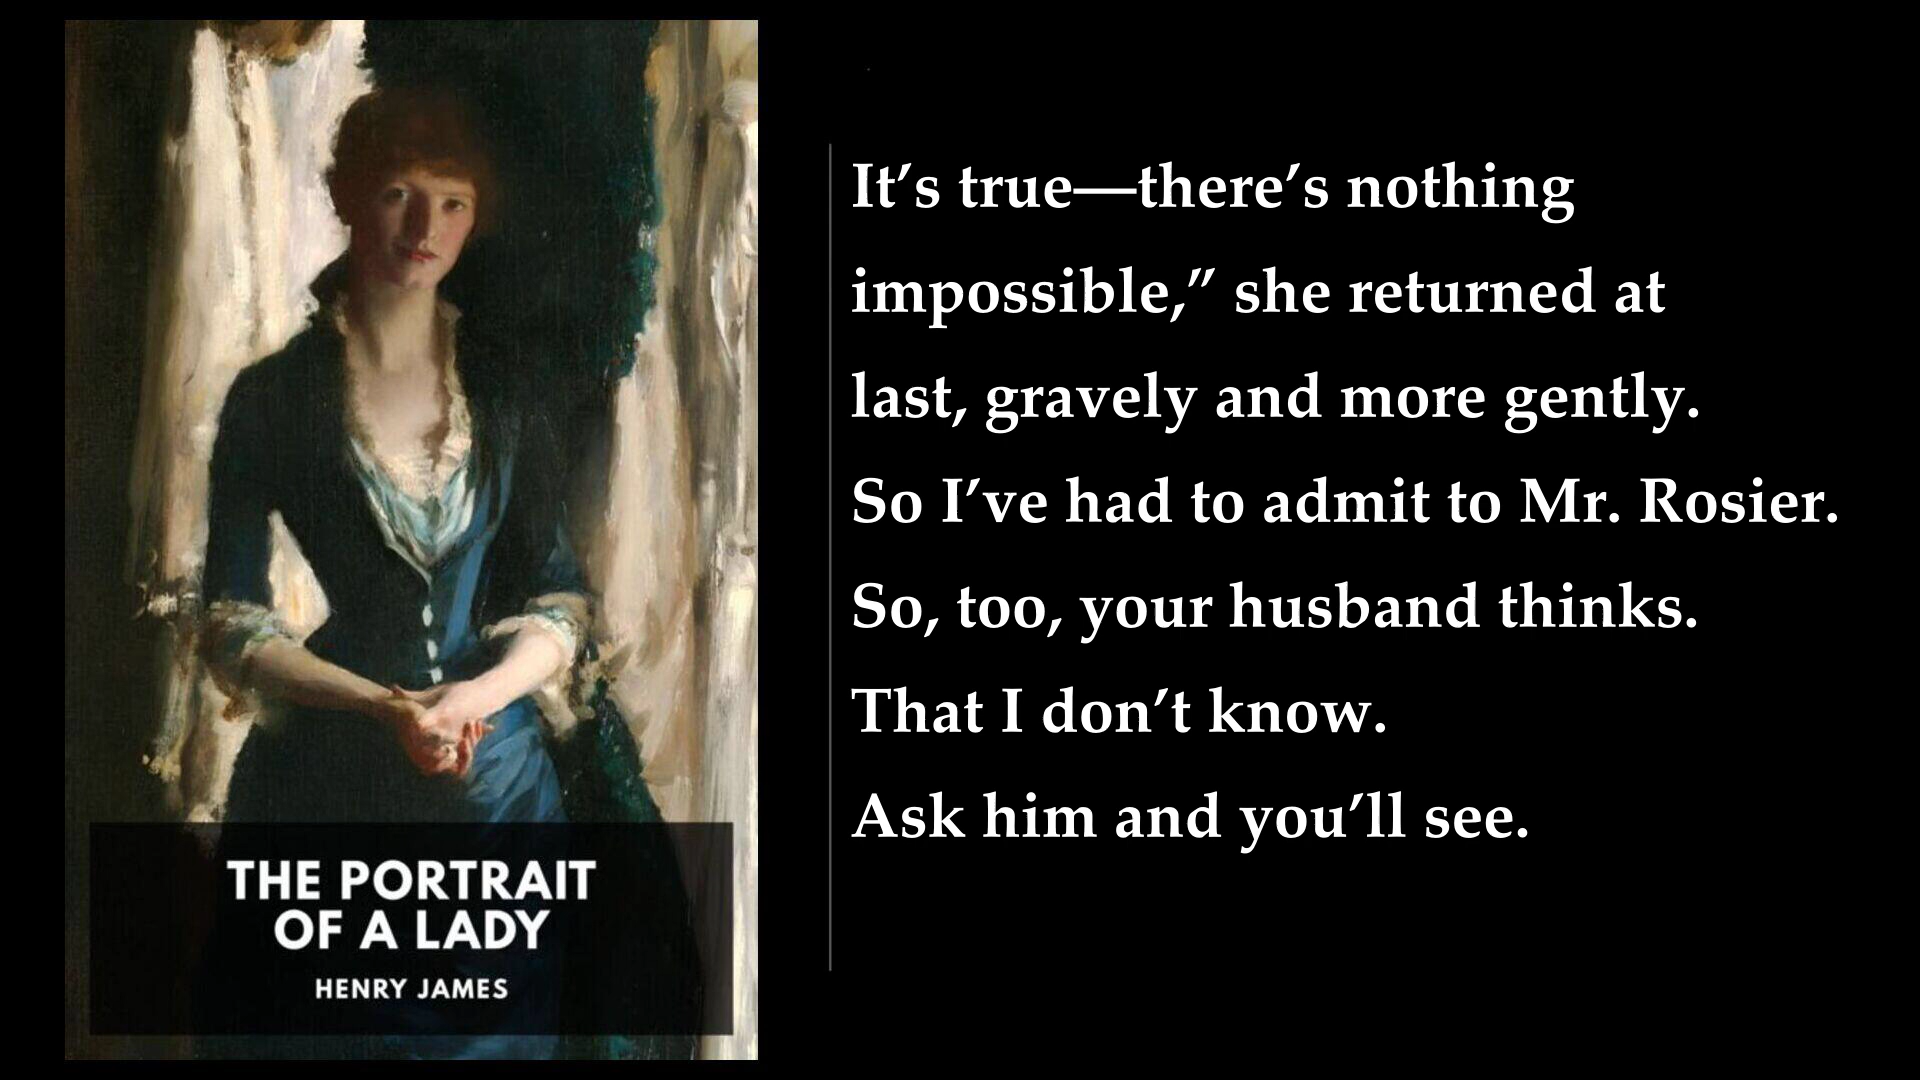 THE PORTRAIT
OF A LADY
HENRY JAMES
It’s true—there’s nothing
impossible,” she returned at
last, gravely and more gently.
So I’ve had to admit to Mr. Rosier.
So, too, your husband thinks.
That I don’t know.
Ask him and you’ll see.